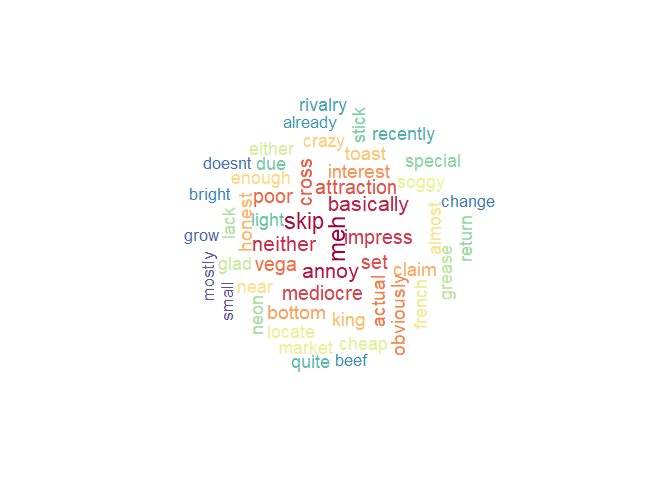 rivalry
already
stick
recently
crazy
either
toast
special
doesnt
due
cross
interest
enough
attraction
soggy
bright
poor
basically
change
honest
lack
light
skip
meh
impress
almost
return
grow
neither
glad
vega
annoy
set
claim
grease
mostly
small
near
mediocre
actual
obviously
french
neon
bottom
king
locate
market
cheap
quite
beef